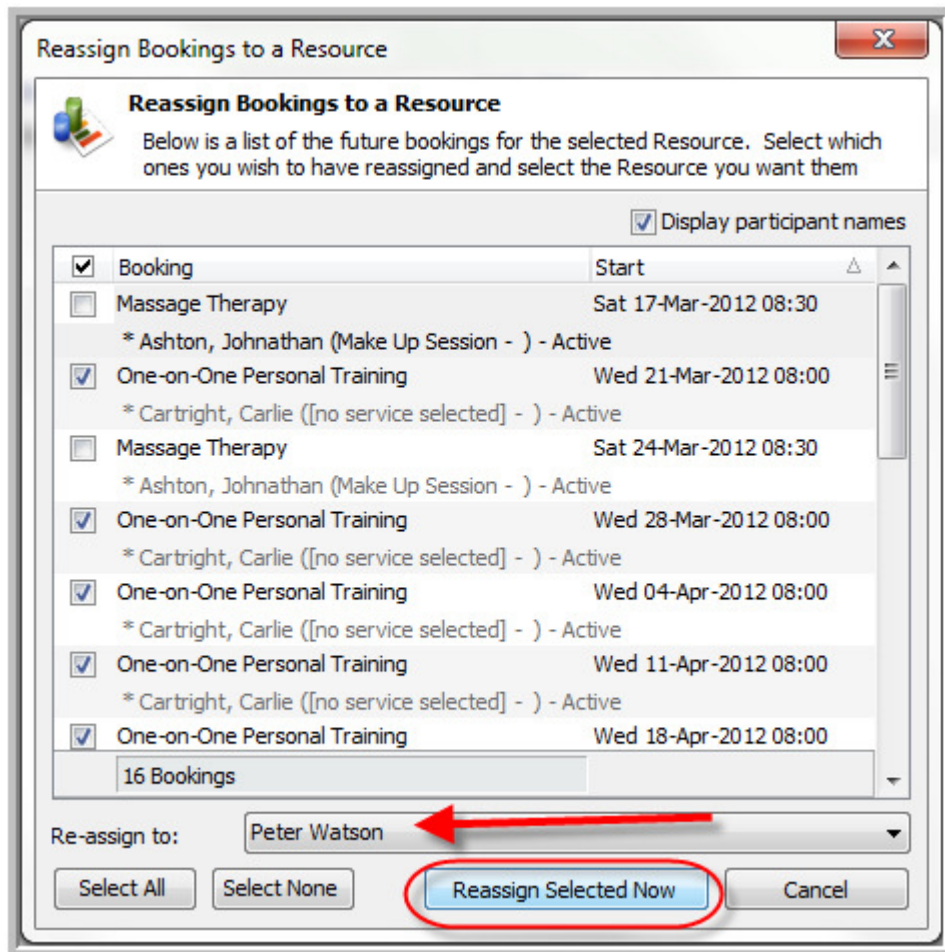 Reassign Bookings to a Resource
Reassign Bookings to a Resource
Below is a list of the future bookings for the selected Resource. Select which
ones you wish to have reassigned and select the Resource you want them
Display participant names
Booking Start
Massage Therapy Sat 17-Mar-2012 08:30
* Ashton, Johnathan (Make Up Session - ) - Active
One-on-One Personal Training Wed 21-Mar-2012 08:00
* Cartright, Carlie ([no service selected] - ) - Active
Massage Therapy Sat 24-Mar-2012 08:30
* Ashton, Johnathan (Make Up Session - ) - Active
One-on-One Personal Training Wed 28-Mar-2012 08:00
* Cartright, Carlie ([no service selected] - ) - Active
One-on-One Personal Training Wed 04-Apr-2012 08:00
* Cartright, Carlie ([no service selected] - ) - Active
One-on-One Personal Training Wed 11-Apr-2012 08:00
* Cartright, Carlie ([no service selected] - ) - Active
One-on-One Personal Training Wed 18-Apr-2012 08:00
16 Bookings
Re-assign to: Peter Watson
Select All Select None Reassign Selected Now Cancel